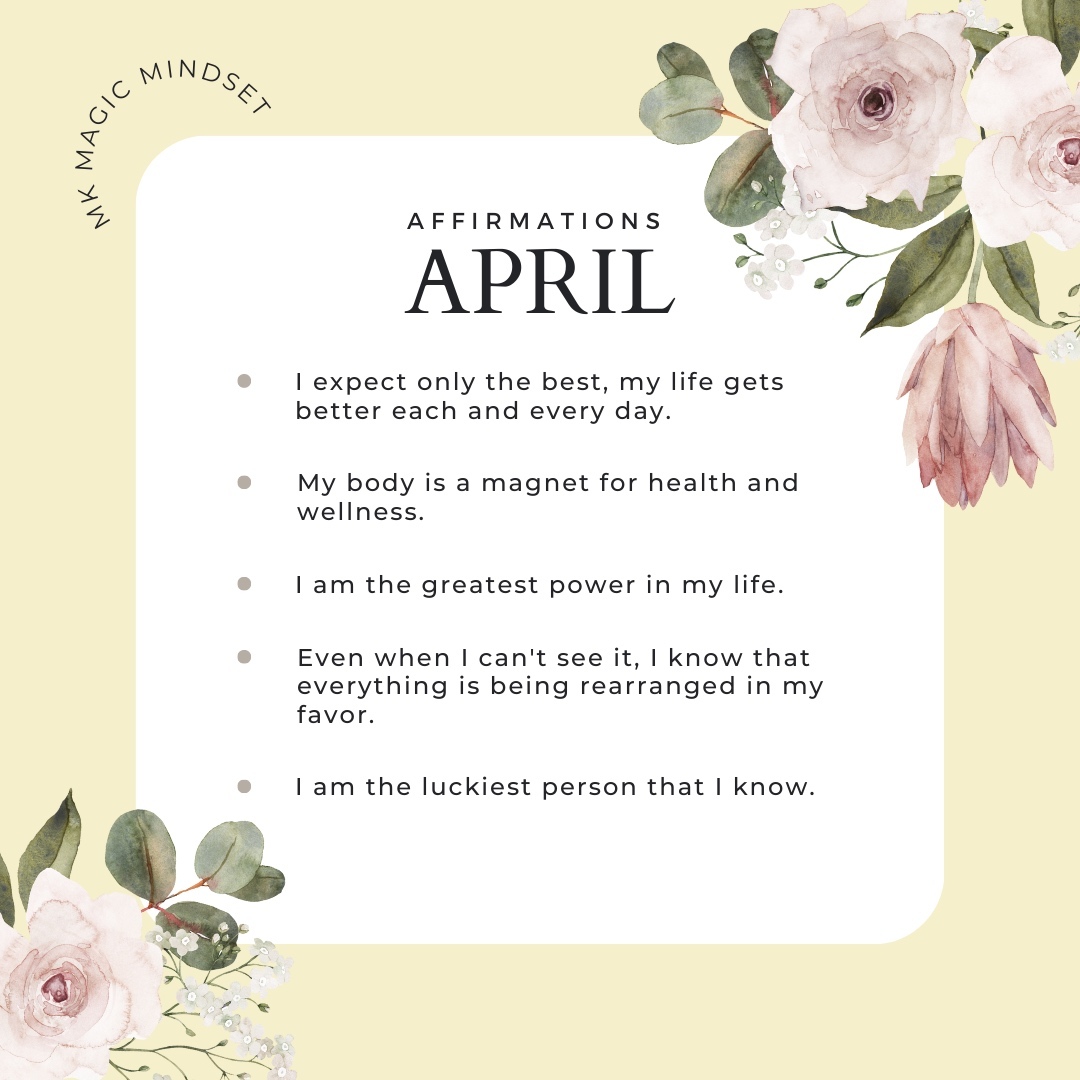 MK MAGIC MINDSET
AFFIRMATIONS
APRIL
I expect only the best, my life gets
better each and every day.
My body is a magnet for health and
wellness.
I am the greatest power in my life.
Even when I can't see it, I know that
everything is being rearranged in my
favor.
I am the luckiest person that I know.